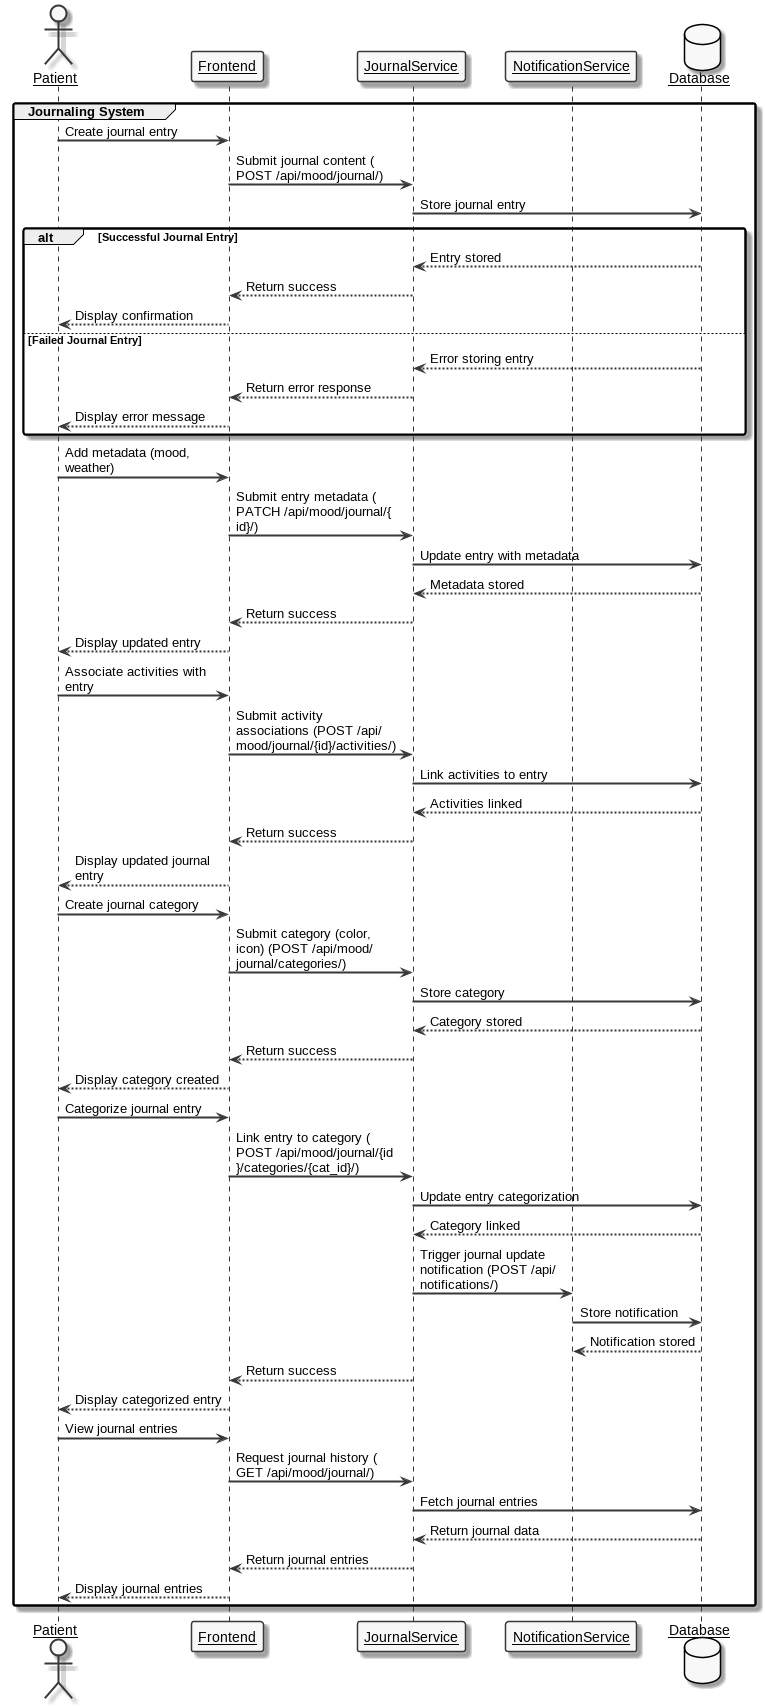 Patient
Frontend
JournalService
NotificationService
Database
Journaling System
Create journal entry
Submit journal content (
POST /api/mood/journal/)
Store journal entry
alt
[Successful Journal Entry]
Entry stored
Return success
Display confirmation
[Failed Journal Entry]
Error storing entry
Return error response
Display error message
Add metadata (mood,
weather)
Submit entry metadata (
PATCH /api/mood/journal/{
id}/)
Update entry with metadata
Metadata stored
Return success
Display updated entry
Associate activities with
entry
Submit activity
associations (POST /api/
mood/journal/{id}/activities/)
Link activities to entry
Activities linked
Return success
Display updated journal
entry
Create journal category
Submit category (color,
icon) (POST /api/mood/
journal/categories/)
Store category
Category stored
Return success
Display category created
Categorize journal entry
Link entry to category (
POST /api/mood/journal/{id
}/categories/{cat_id}/)
Update entry categorization
Category linked
Trigger journal update
notification (POST /api/
notifications/)
Store notification
Notification stored
Return success
Display categorized entry
View journal entries
Request journal history (
GET /api/mood/journal/)
Fetch journal entries
Return journal data
Return journal entries
Display journal entries
Patient
Frontend
JournalService
NotificationService
Database